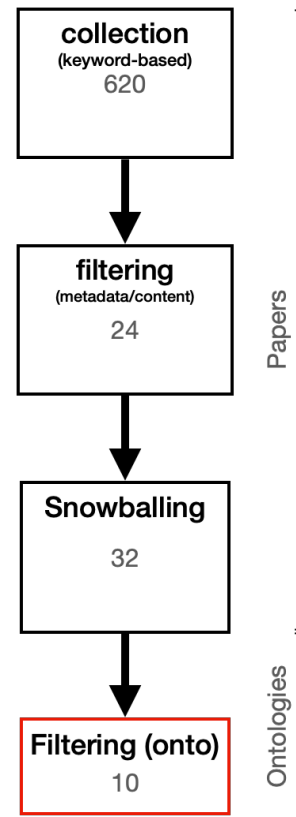 collection
(keyword-based)
620
filtering
(metadata/content)
24
Papers
Snowballing
32
Filtering (onto)
10
Ontologies